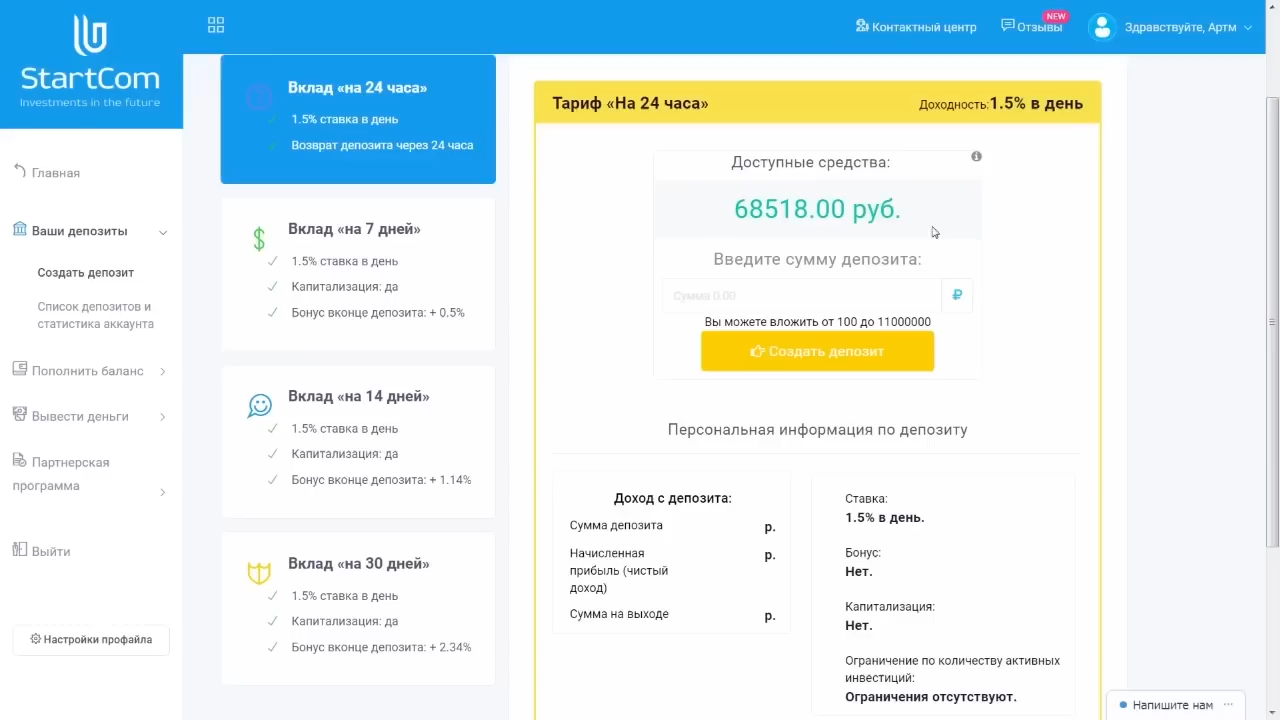 StartCom
Investments in the future
Контактный центр
Отзывы
NEW
Здравствуйте, Артм
Главная
Ваши депозиты
Создать депозит
Список депозитов и
статистика аккаунта
Пополнить баланс
Вывести деньги
Партнерская
программа
Выйти
Настройки профайла
Вклад «на 24 часа»
1.5% ставка в день
Возврат депозита через 24 часа
Вклад «на 7 дней»
1.5% ставка в день
Капитализация: да
Бонус вконце депозита: + 0.5%
Вклад «на 14 дней»
1.5% ставка в день
Капитализация: да
Бонус вконце депозита: + 1.14%
Вклад «на 30 дней»
1.5% ставка в день
Капитализация: да
Бонус вконце депозита: + 2.34%
Тариф «На 24 часа»
Доходность:1.5% в день
Доступные средства:
68518.00 руб.
Введите сумму депозита:
Сумма 0.00
₽
Вы можете вложить от 100 до 11000000
Создать депозит
Персональная информация по депозиту
Доход с депозита:
Сумма депозита
р.
Начисленная
прибыль (чистый
доход)
р.
Сумма на выходе
р.
Ставка:
1.5% в день.
Бонус:
Нет.
Капитализация:
Нет.
Ограничение по количеству активных
инвестиций:
Ограничения отсутствуют.
Напишите нам